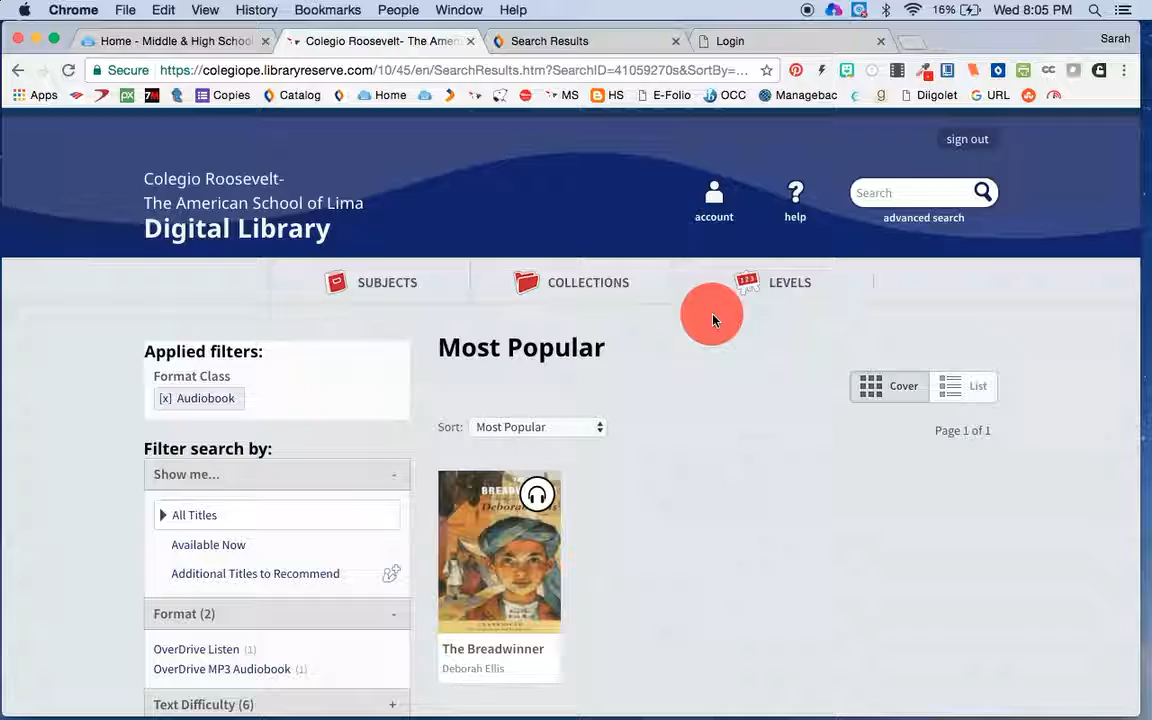 Chrome File Edit View History Bookmarks People Window Help 16% Wed 8:05 PM
Home - Middle & High School Colegio Roosevelt- The Amer Search Results Login Sarah
Secure https://colegiope.libraryreserve.com/10/45/en/SearchResults.htm?SearchID=41059270s&SortBy=...
Apps Copies Catalog Home MS HS E-Folio OCC Managebac Diigolet URL
sign out
Colegio Roosevelt-
The American School of Lima
Digital Library
account help Search
advanced search
SUBJECTS COLLECTIONS 123 LEVELS
Applied filters:
Format Class
[x] Audiobook
Most Popular
Cover List
Sort: Most Popular
Page 1 of 1
Filter search by:
Show me... -
All Titles
Available Now
Additional Titles to Recommend
Format (2) -
OverDrive Listen (1)
OverDrive MP3 Audiobook (1)
Text Difficulty (6) +
The Breadwinner
Deborah Ellis